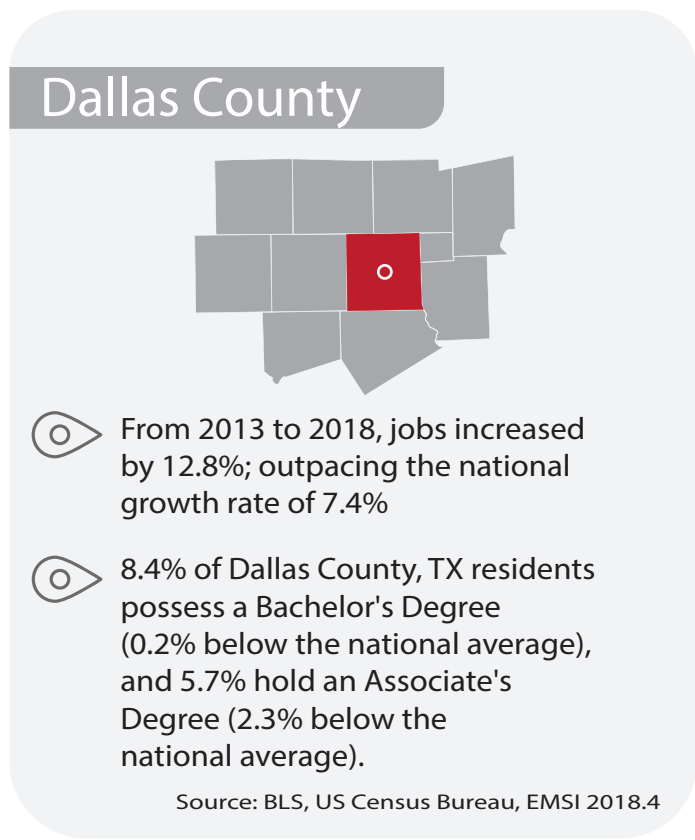 Dallas County
From 2013 to 2018, jobs increased
by 12.8%; outpacing the national
growth rate of 7.4%
8.4% of Dallas County, TX residents
possess a Bachelor's Degree
(0.2% below the national average),
and 5.7% hold an Associate's
Degree (2.3% below the
national average).
Source: BLS, US Census Bureau, EMSI 2018.4